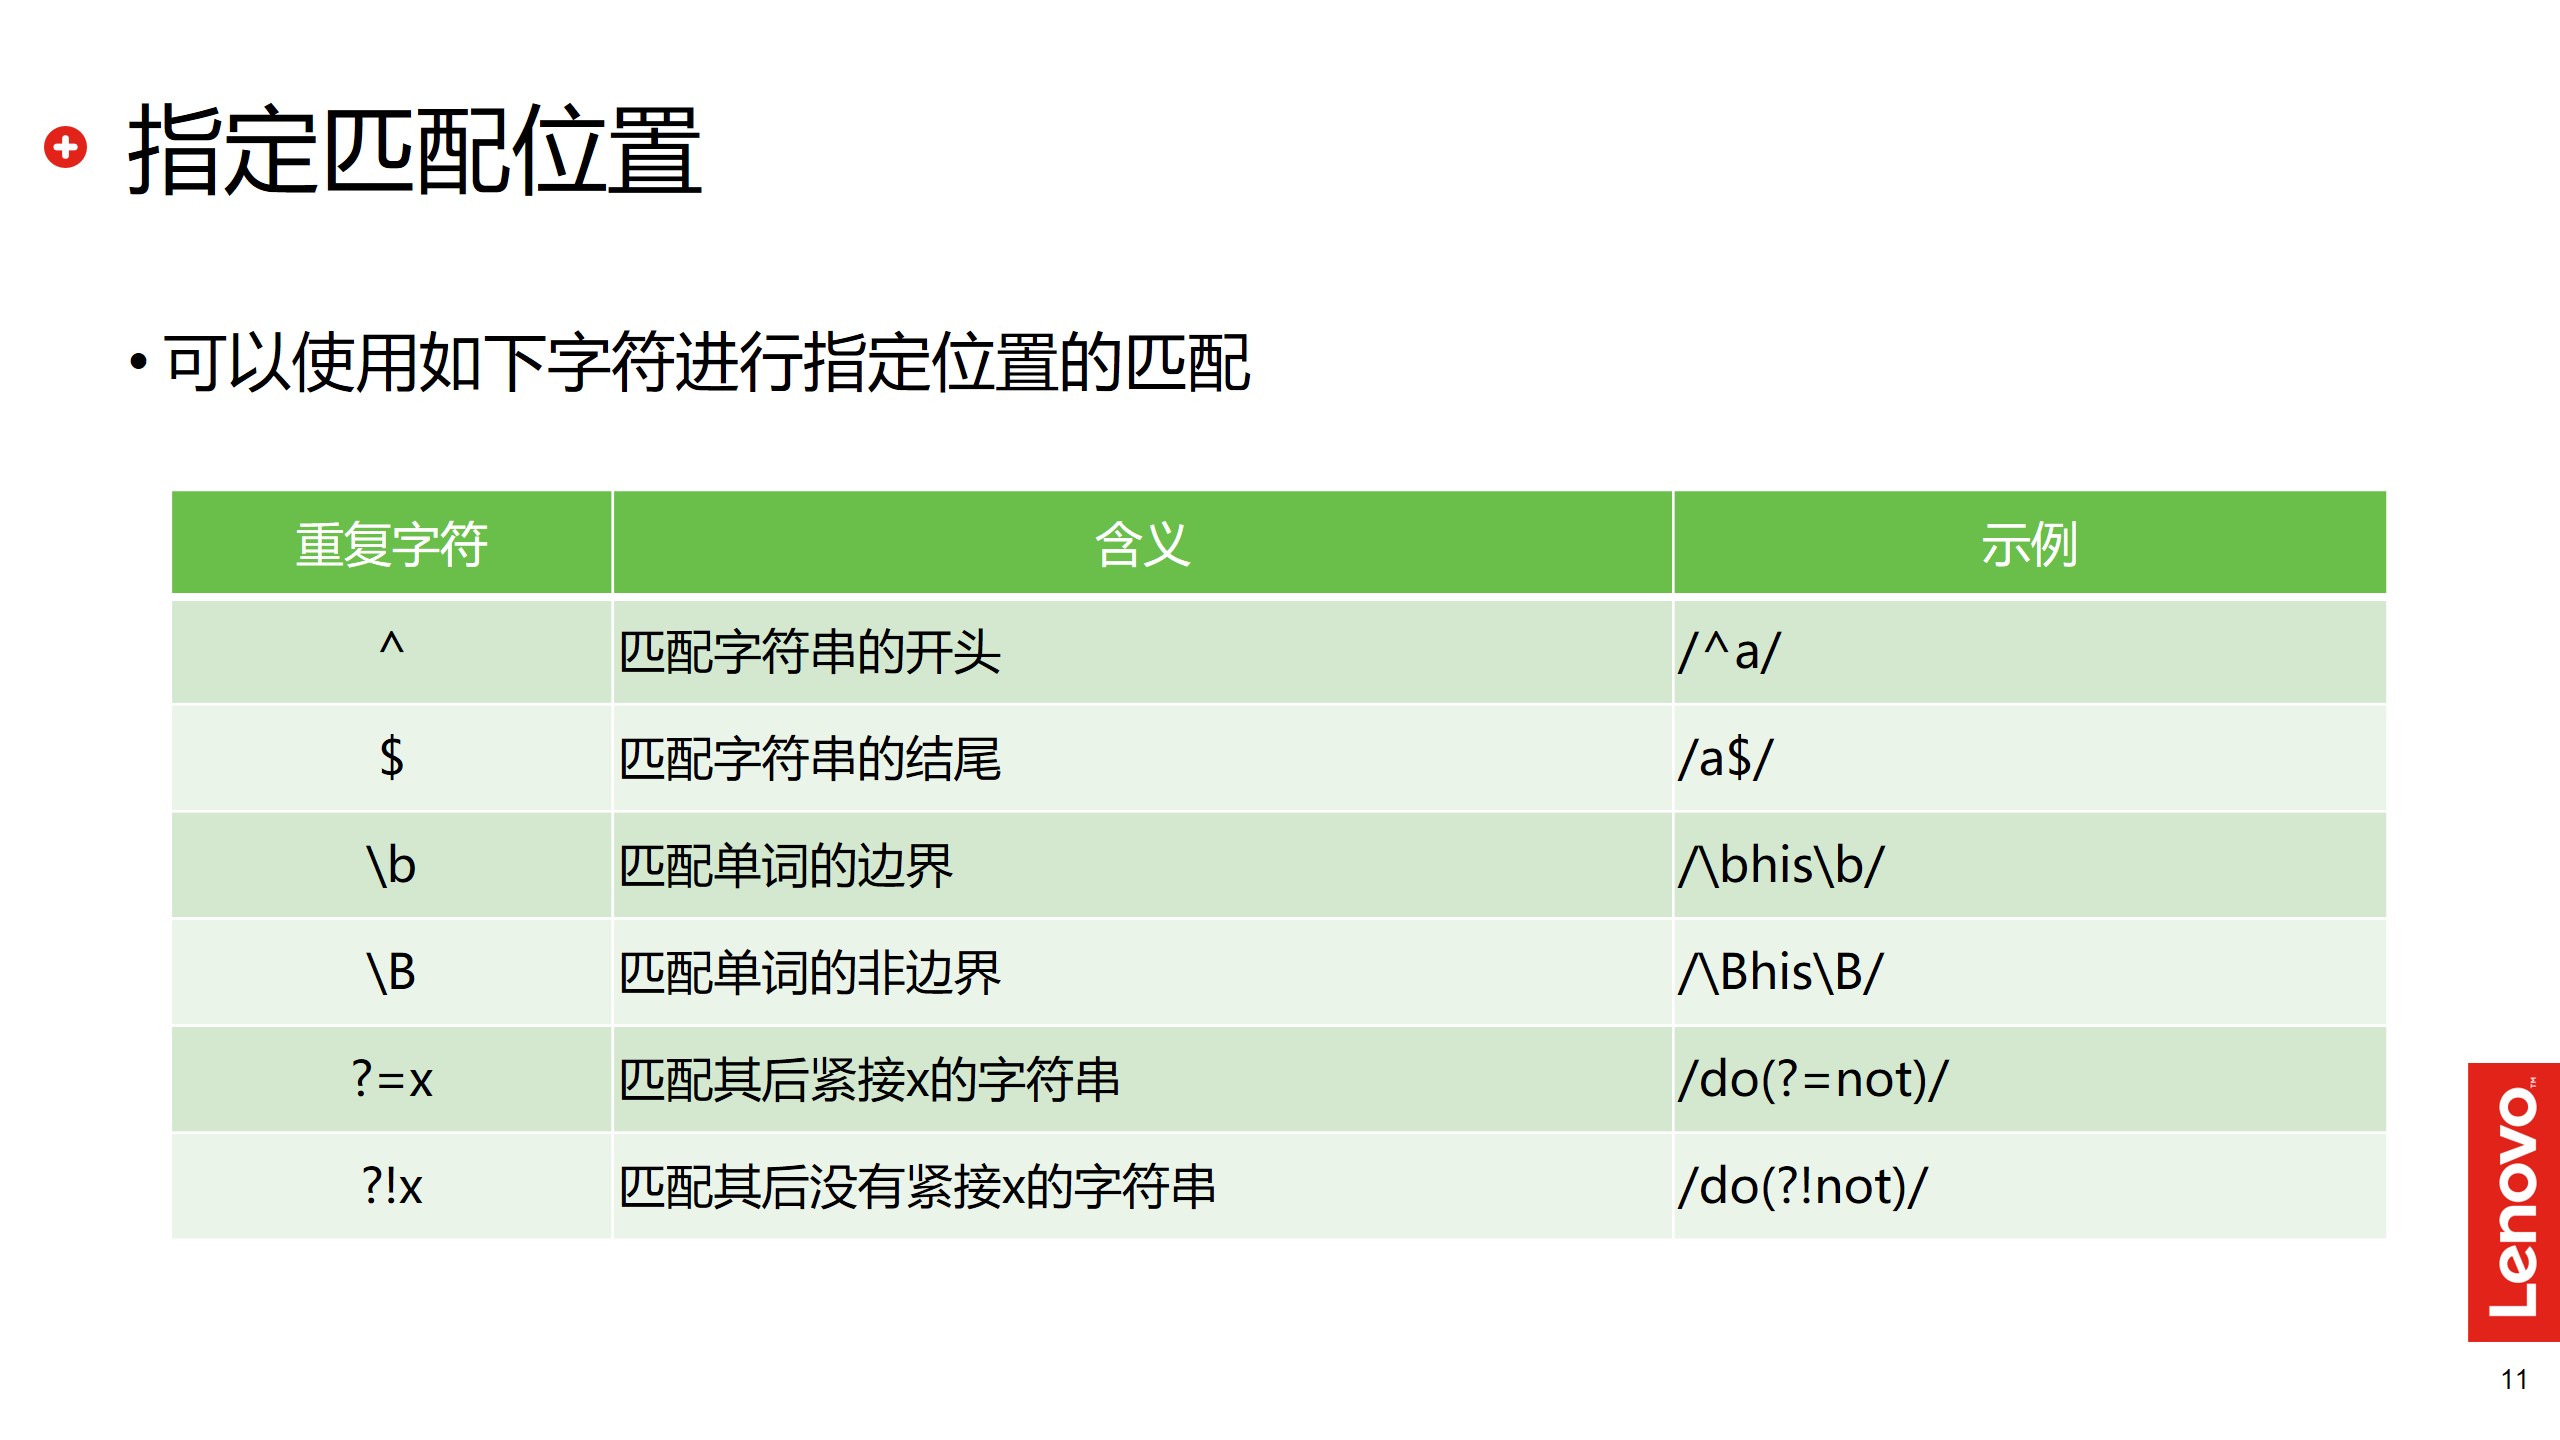 指定匹配位置
•可以使用如下字符进行指定位置的匹配
重复字符 含义 示例
^ 匹配字符串的开头 /^a/
$ 匹配字符串的结尾 /a$/
\b 匹配单词的边界 /\bhis\b/
\B 匹配单词的非边界 /\Bhis\B/
?=x 匹配其后紧接x的字符串 /do(?=not)/
?!x 匹配其后没有紧接x的字符串 /do(?!not)/
Lenovo™
11